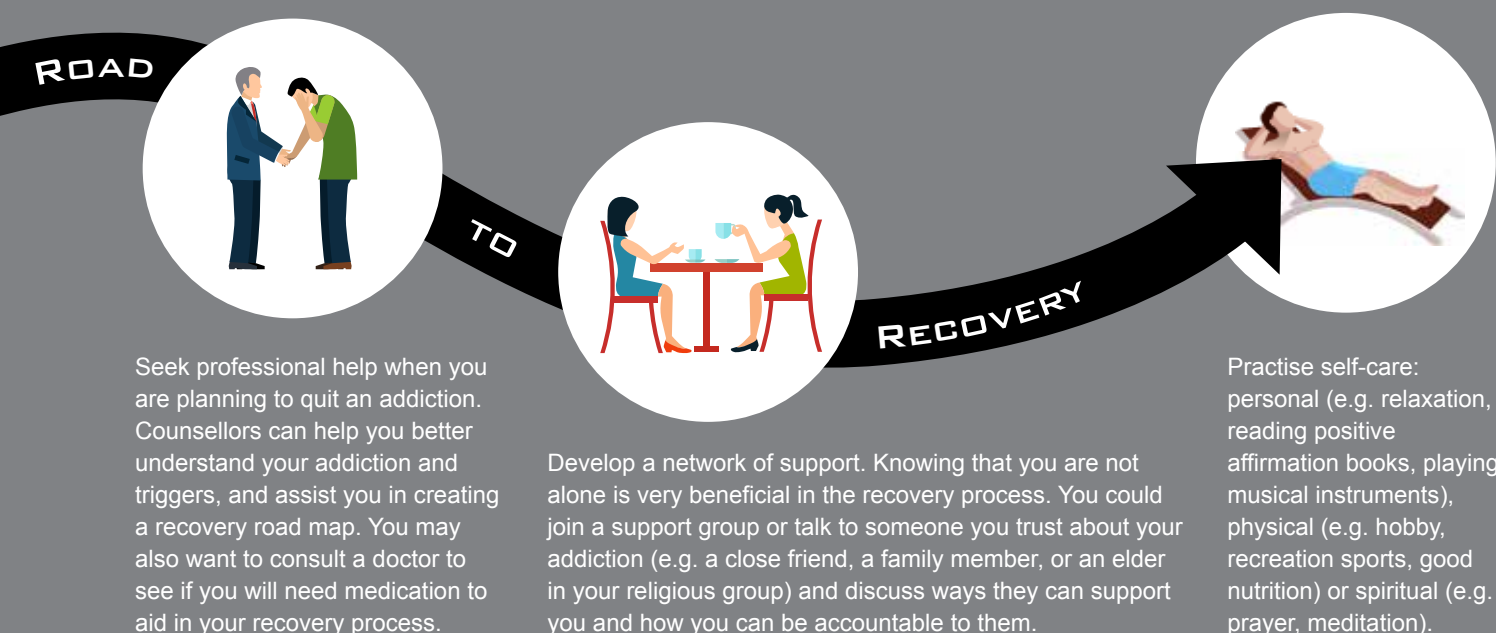 ROAD
TO
RECOVERY
Seek professional help when you
are planning to quit an addiction.
Counsellors can help you better
understand your addiction and
triggers, and assist you in creating
a recovery road map. You may
also want to consult a doctor to
see if you will need medication to
aid in your recovery process.
Develop a network of support. Knowing that you are not
alone is very beneficial in the recovery process. You could
join a support group or talk to someone you trust about your
addiction (e.g. a close friend, a family member, or an elder
in your religious group) and discuss ways they can support
you and how you can be accountable to them.
Practise self-care:
personal (e.g. relaxation,
reading positive
affirmation books, playing
musical instruments),
physical (e.g. hobby,
recreation sports, good
nutrition) or spiritual (e.g.
prayer, meditation).